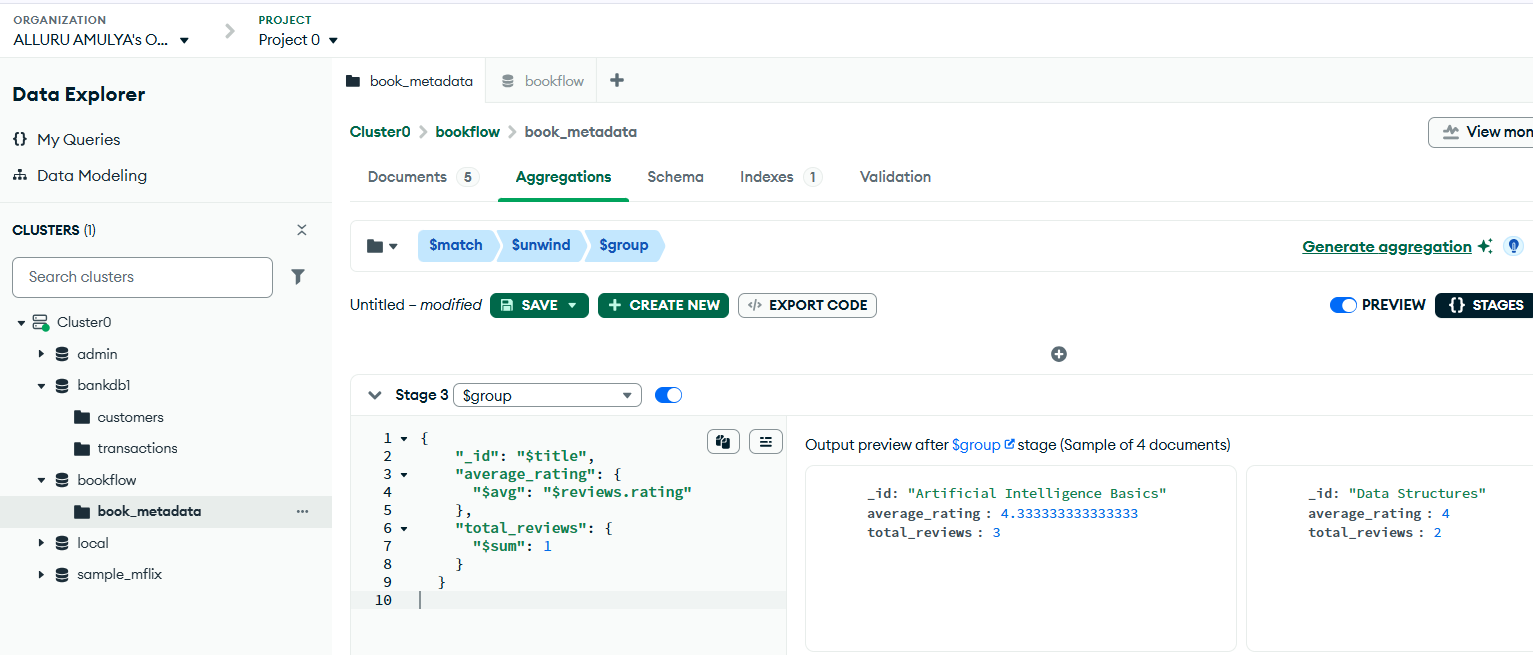 ORGANIZATION
ALLURU AMULYA's O...
PROJECT
Project 0
Data Explorer
My Queries
Data Modeling
CLUSTERS (1)
Search clusters
Cluster0
admin
bankdb1
customers
transactions
bookflow
book_metadata
local
sample_mflix
book_metadata
bookflow
Cluster0 > bookflow > book_metadata
View mon
Documents 5
Aggregations
Schema
Indexes 1
Validation
$match
$unwind
$group
Generate aggregation
Untitled – modified
SAVE
CREATE NEW
</> EXPORT CODE
PREVIEW
{} STAGES
Stage 3
$group
1 {
2 "_id": "$title",
3 "average_rating": {
4 "$avg": "$reviews.rating"
5 },
6 "total_reviews": {
7 "$sum": 1
8 }
9 }
10
Output preview after $group stage (Sample of 4 documents)
_id: "Artificial Intelligence Basics"
average_rating : 4.333333333333333
total_reviews : 3
_id: "Data Structures"
average_rating : 4
total_reviews : 2